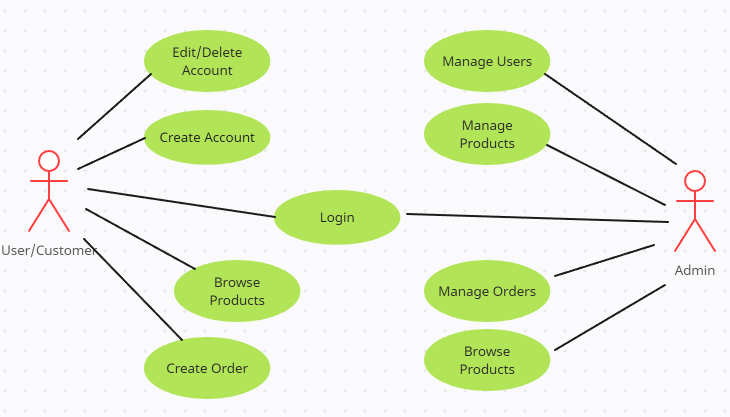 Edit/Delete
Account
Manage Users
Create Account
Manage
Products
Login
User/Customer
Admin
Browse
Products
Manage Orders
Create Order
Browse
Products